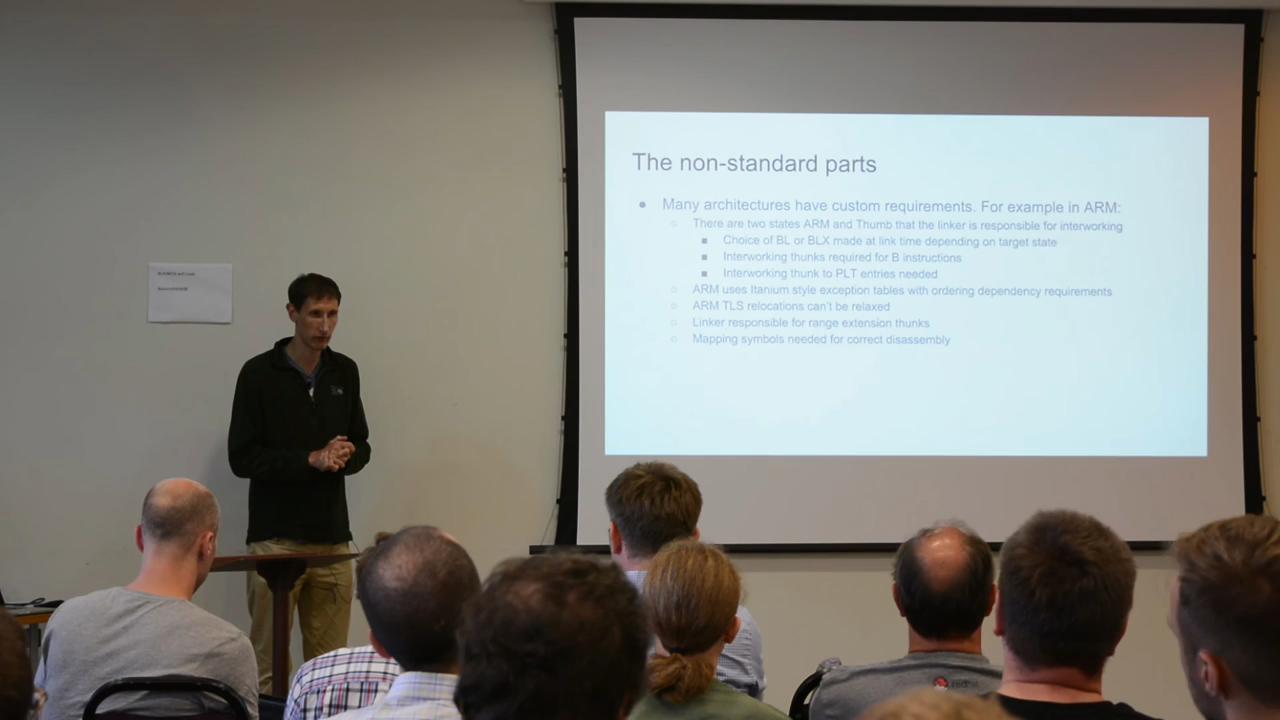 The non-standard parts
● Many architectures have custom requirements. For example in ARM:
○ There are two states ARM and Thumb that the linker is responsible for interworking
■ Choice of BL or BLX made at link time depending on target state
■ Interworking thunks required for B instructions
■ Interworking thunk to PLT entries needed
○ ARM uses Itanium style exception tables with ordering dependency requirements
○ ARM TLS relocations can't be relaxed
○ Linker responsible for range extension thunks
○ Mapping symbols needed for correct disassembly